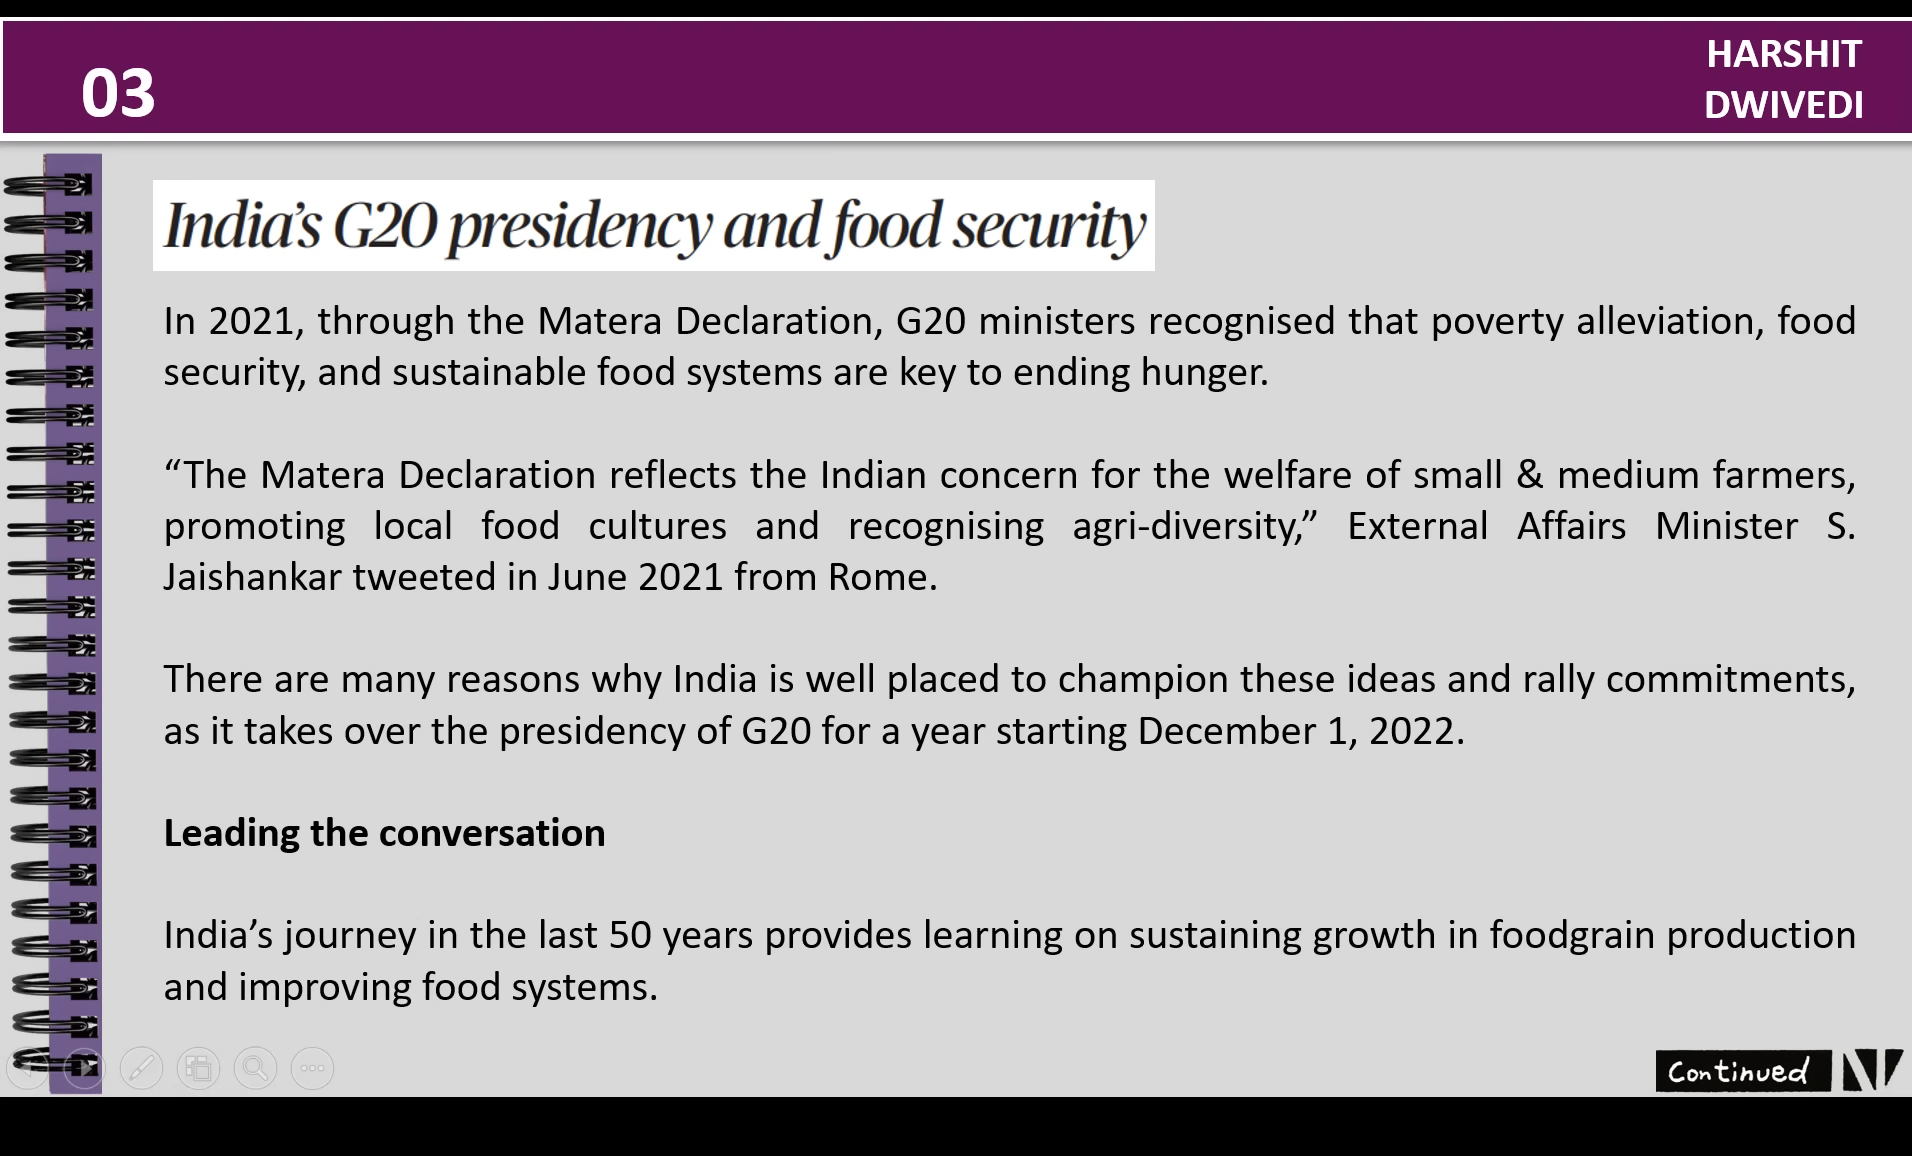 03
HARSHIT
DWIVEDI
India’s G20 presidency and food security
In 2021, through the Matera Declaration, G20 ministers recognised that poverty alleviation, food
security, and sustainable food systems are key to ending hunger.
“The Matera Declaration reflects the Indian concern for the welfare of small & medium farmers,
promoting local food cultures and recognising agri-diversity,” External Affairs Minister S.
Jaishankar tweeted in June 2021 from Rome.
There are many reasons why India is well placed to champion these ideas and rally commitments,
as it takes over the presidency of G20 for a year starting December 1, 2022.
Leading the conversation
India’s journey in the last 50 years provides learning on sustaining growth in foodgrain production
and improving food systems.
Continued